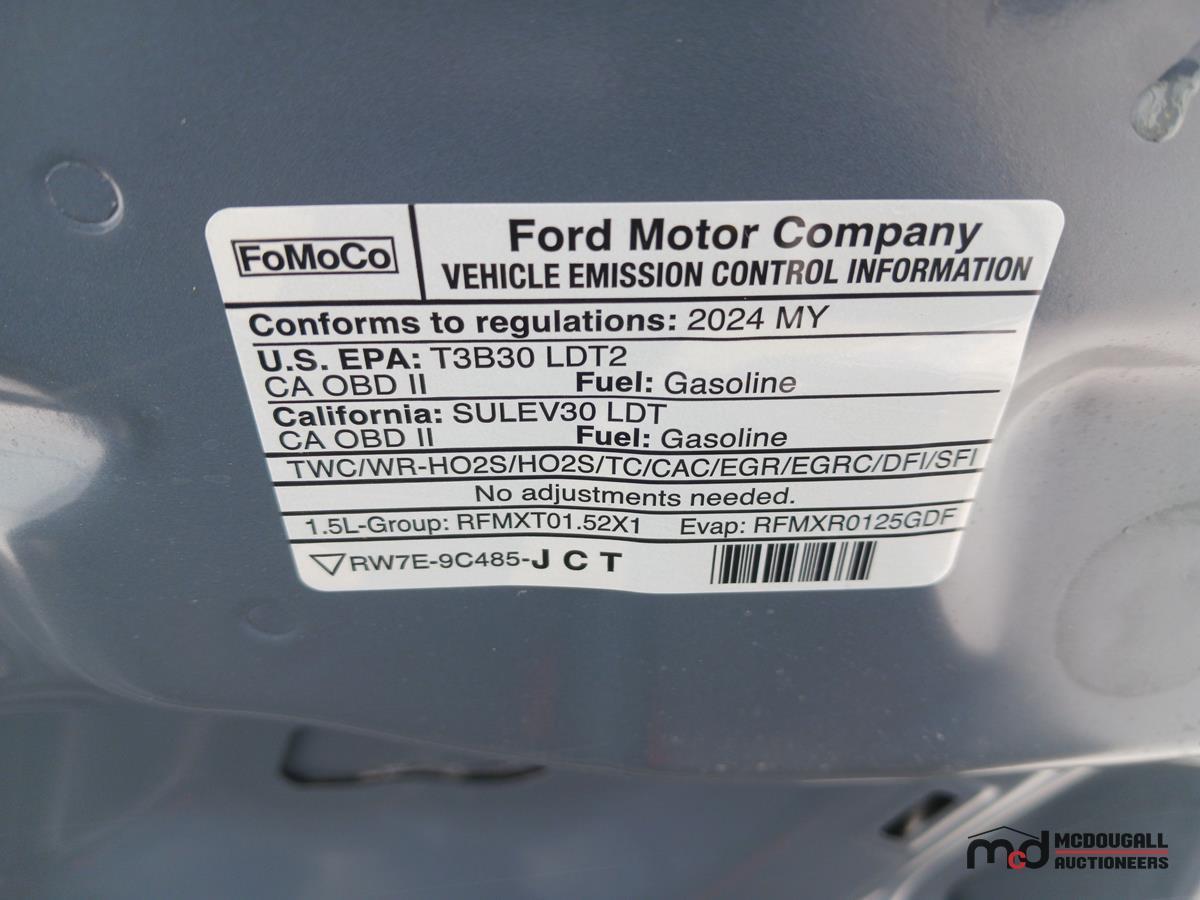 FoMoCo
Ford Motor Company
VEHICLE EMISSION CONTROL INFORMATION
Conforms to regulations: 2024 MY
U.S. EPA: T3B30 LDT2
CA OBD II Fuel: Gasoline
California: SULEV30 LDT
CA OBD II Fuel: Gasoline
TWC/WR-HO2S/HO2S/TC/CAC/EGR/EGRC/DFI/SFI
No adjustments needed.
1.5L-Group: RFMXT01.52X1 Evap: RFMXR0125GDF
RW7E-9C485-J C T
mcd MCDOUGALL
AUCTIONEERS